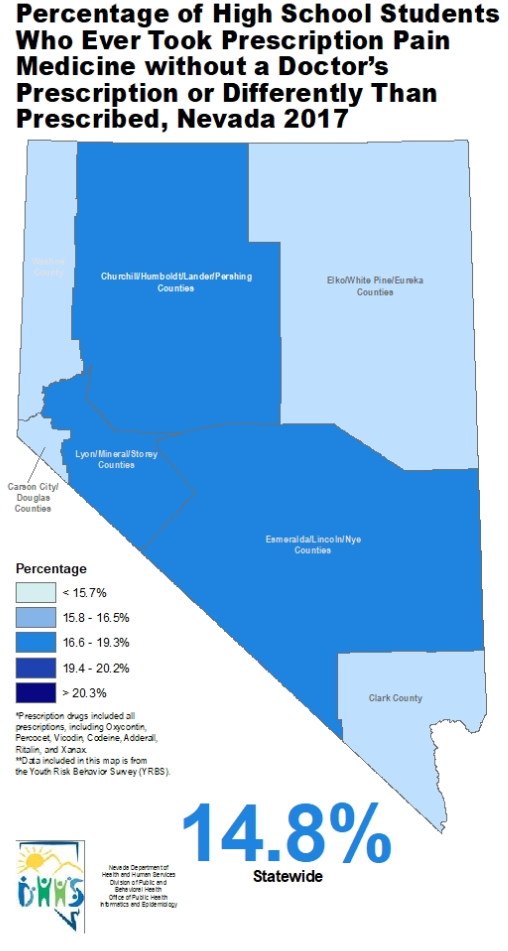 Percentage of High School Students
Who Ever Took Prescription Pain
Medicine without a Doctor's
Prescription or Differently Than
Prescribed, Nevada 2017
Washoe
County
Churchill/Humboldt/Lander/Pershing
Counties
Elko/White Pine/Eureka
Counties
Lyon/Mineral/Storey
Counties
Carson City/
Douglas
Counties
Esmeralda/Lincoln/Nye
Counties
Clark County
Percentage
< 15.7%
15.8 - 16.5%
16.6 - 19.3%
19.4 - 20.2%
> 20.3%
*Prescription drugs included all
prescriptions, including Oxycontin,
Percocet, Vicodin, Codeine, Adderall,
Ritalin, and Xanax.
**Data included in this map is from
the Youth Risk Behavior Survey (YRBS).
14.8%
Statewide
DHHS
Nevada Department of
Health and Human Services
Division of Public and
Behavioral Health
Office of Public Health
Informatics and Epidemiology